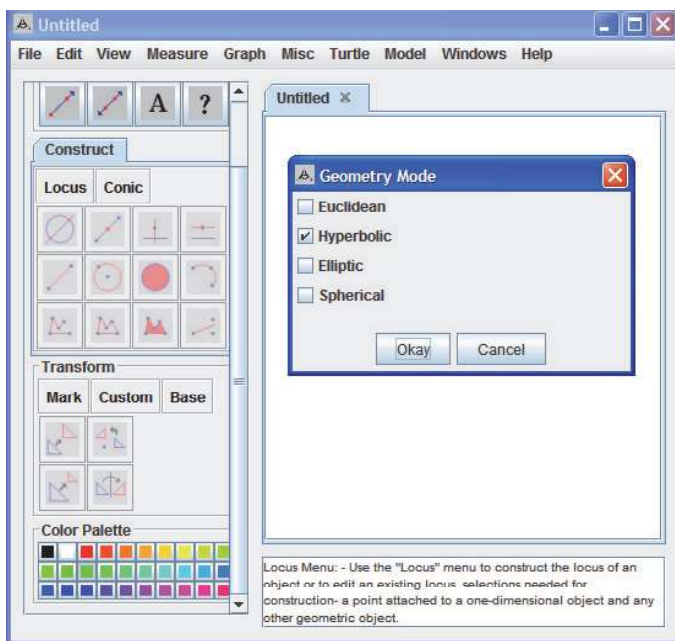 Untitled
File Edit View Measure Graph Misc Turtle Model Windows Help
A ?
Construct
Locus Conic
Transform
Mark Custom Base
Color Palette
Untitled
Geometry Mode
Euclidean
Hyperbolic
Elliptic
Spherical
Okay Cancel
Locus Menu: - Use the "Locus" menu to construct the locus of an
object or to edit an existing locus, selections needed for
construction- a point attached to a one-dimensional object and any
other geometric object.